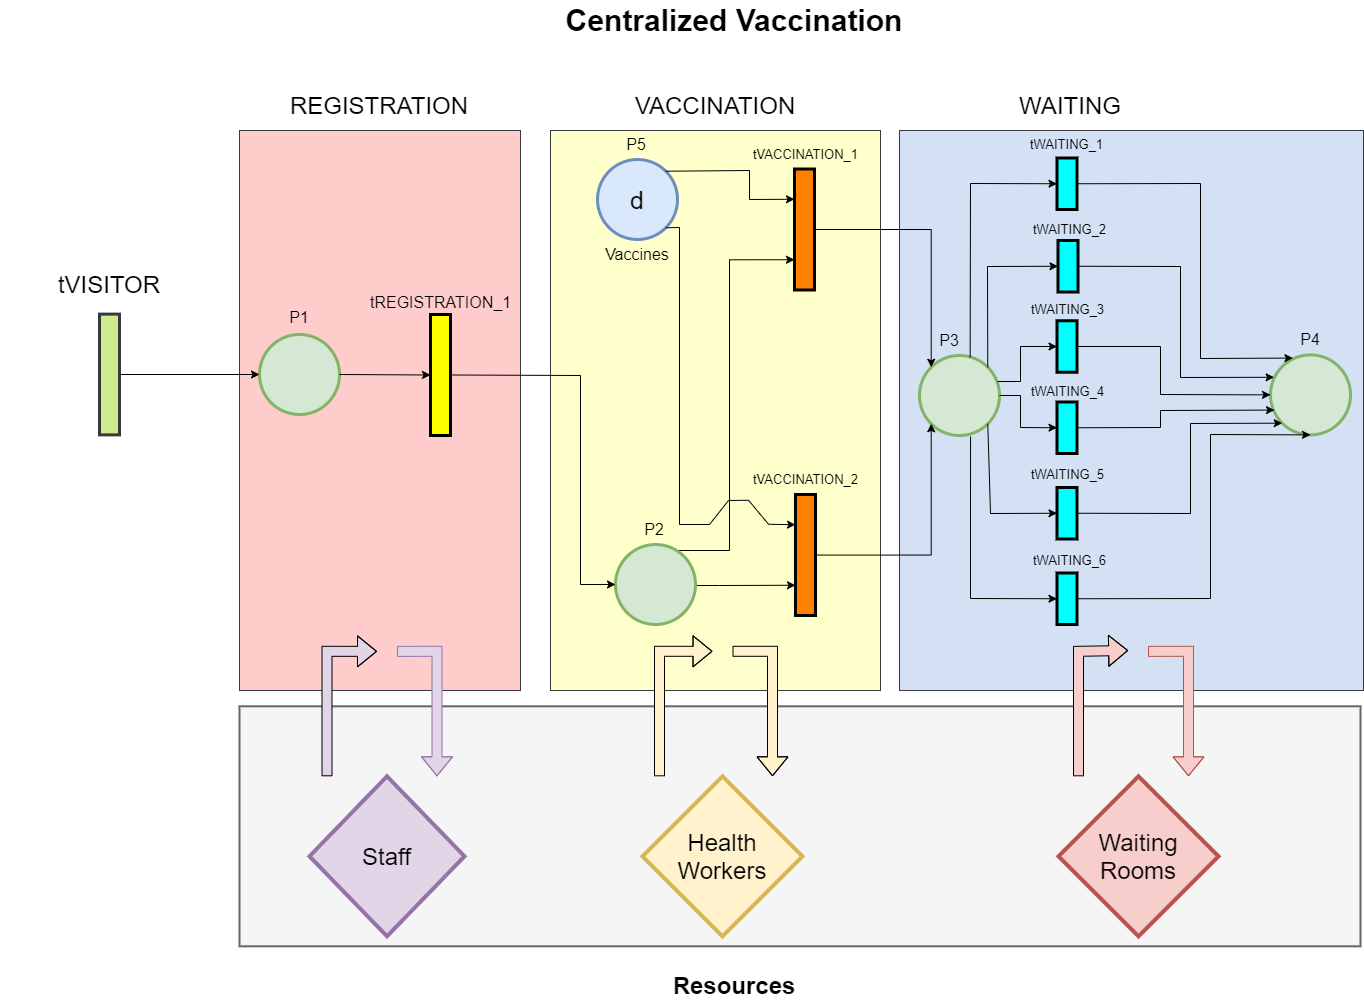 Centralized Vaccination
REGISTRATION
VACCINATION
WAITING
tVISITOR
P1
tREGISTRATION_1
P5
d
Vaccines
tVACCINATION_1
tVACCINATION_2
P2
tWAITING_1
tWAITING_2
tWAITING_3
P3
P4
tWAITING_4
tWAITING_5
tWAITING_6
Staff
Health
Workers
Waiting
Rooms
Resources